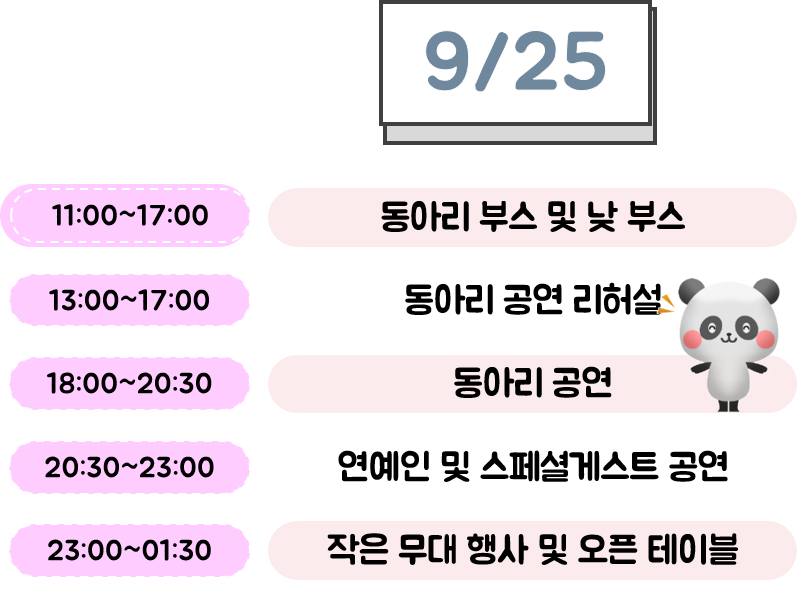 9/25
11:00~17:00 동아리 부스 및 낮 부스
13:00~17:00 동아리 공연 리허설
18:00~20:30 동아리 공연
20:30~23:00 연예인 및 스페셜게스트 공연
23:00~01:30 작은 무대 행사 및 오픈 테이블